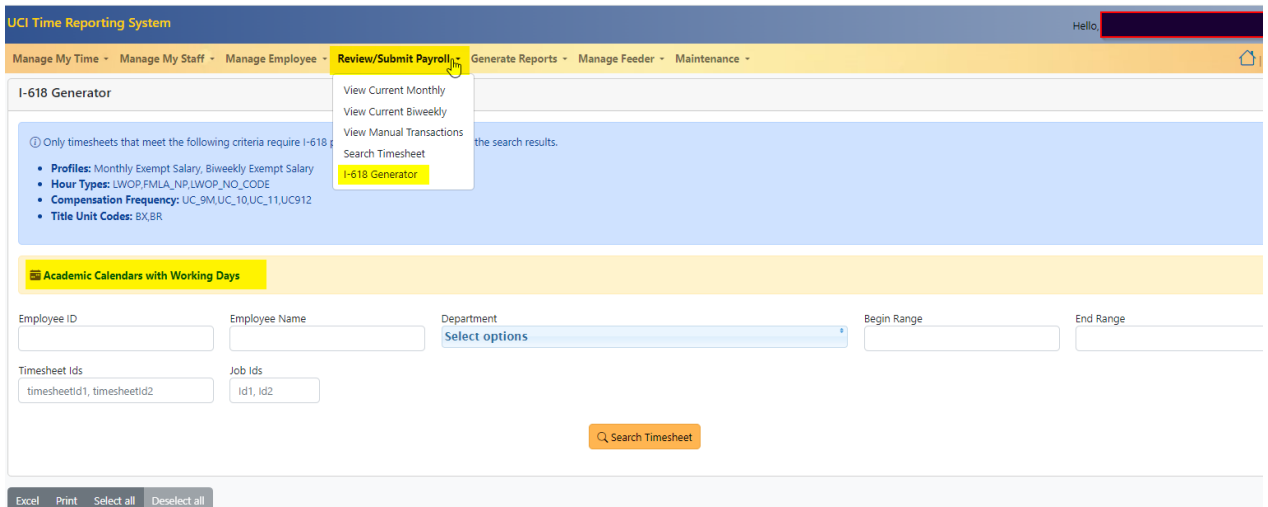 UCI Time Reporting System
Hello,
Manage My Time Manage My Staff Manage Employee Review/Submit Payroll Generate Reports Manage Feeder Maintenance
I-618 Generator
View Current Monthly
View Current Biweekly
View Manual Transactions
Search Timesheet
I-618 Generator
Only timesheets that meet the following criteria require I-618 p the search results.
• Profiles: Monthly Exempt Salary, Biweekly Exempt Salary
• Hour Types: LWOP,FMLA_NP,LWOP_NO_CODE
• Compensation Frequency: UC_9M,UC_10,UC_11,UC912
• Title Unit Codes: BX,BR
Academic Calendars with Working Days
Employee ID Employee Name Department Begin Range End Range
Select options
Timesheet Ids Job Ids
timesheetId1, timesheetId2 Id1, Id2
Search Timesheet
Excel Print Select all Deselect all